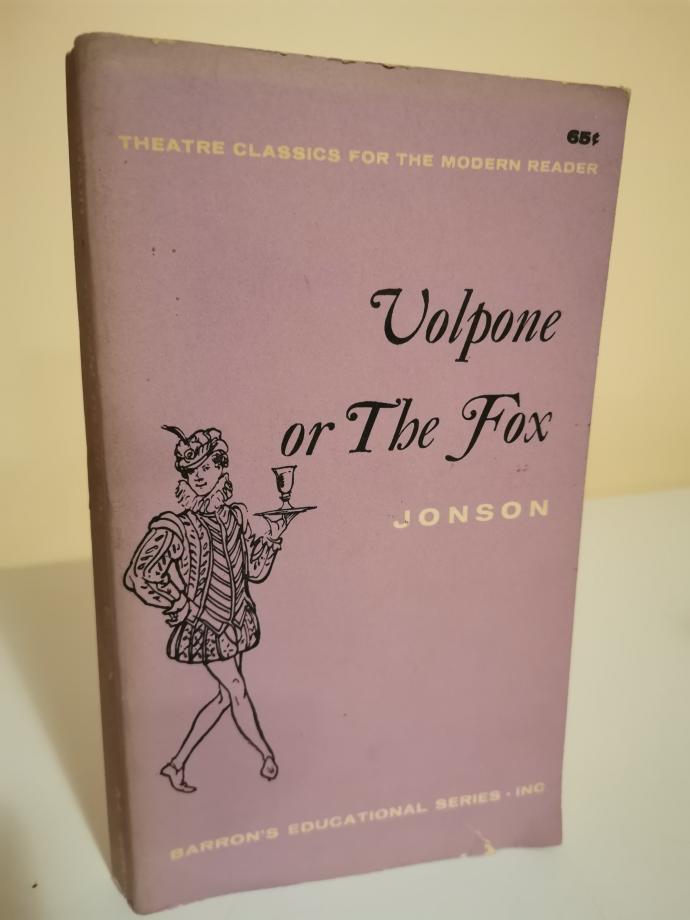 65¢
THEATRE CLASSICS FOR THE MODERN READER
Volpone
or The Fox
JONSON
BARRON'S EDUCATIONAL SERIES · INC